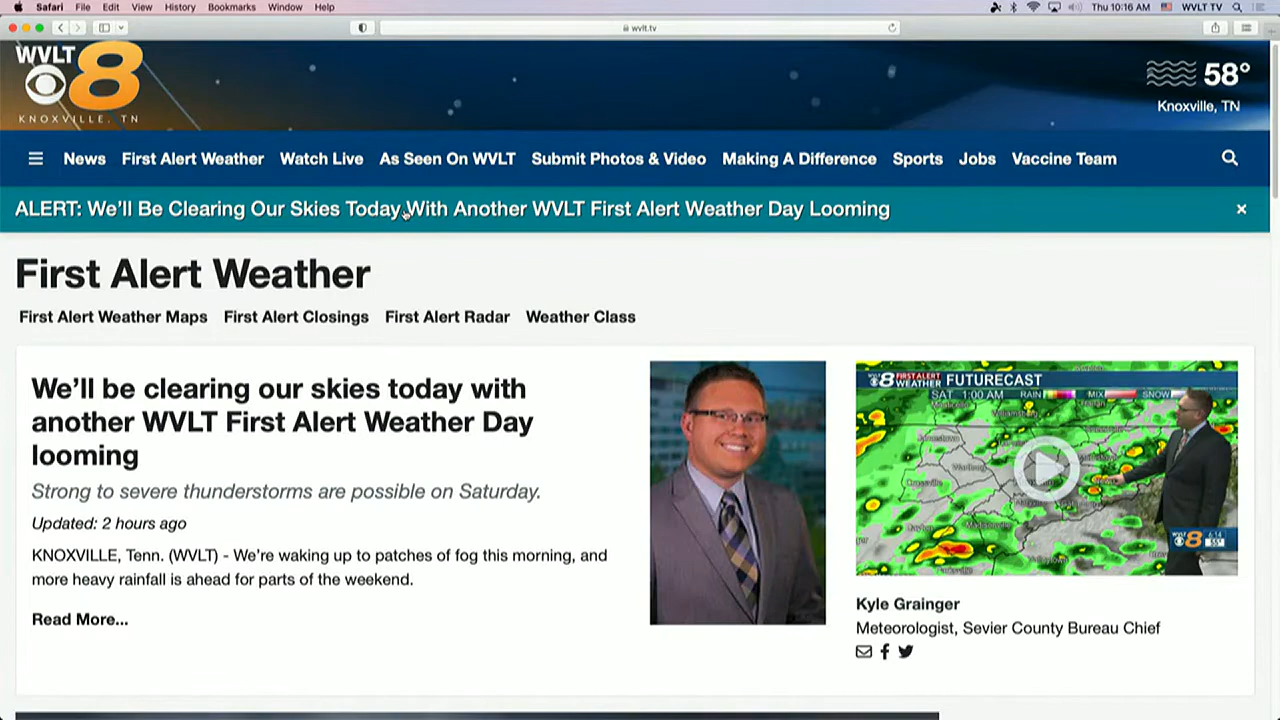 Safari File Edit View History Bookmarks Window Help Thu 10:16 AM WVLT TV
wvlt.tv
WVLT 8
KNOXVILLE, TN
58°
Knoxville, TN
News First Alert Weather Watch Live As Seen On WVLT Submit Photos & Video Making A Difference Sports Jobs Vaccine Team
ALERT: We'll Be Clearing Our Skies Today With Another WVLT First Alert Weather Day Looming ×
First Alert Weather
First Alert Weather Maps First Alert Closings First Alert Radar Weather Class
We'll be clearing our skies today with
another WVLT First Alert Weather Day
looming
Strong to severe thunderstorms are possible on Saturday.
Updated: 2 hours ago
KNOXVILLE, Tenn. (WVLT) - We're waking up to patches of fog this morning, and
more heavy rainfall is ahead for parts of the weekend.
Read More...
8 FIRST ALERT WEATHER FUTURECAST
SAT 1:00 AM RAIN MIX SNOW
WVLT 8 6:14 55°
Kyle Grainger
Meteorologist, Sevier County Bureau Chief